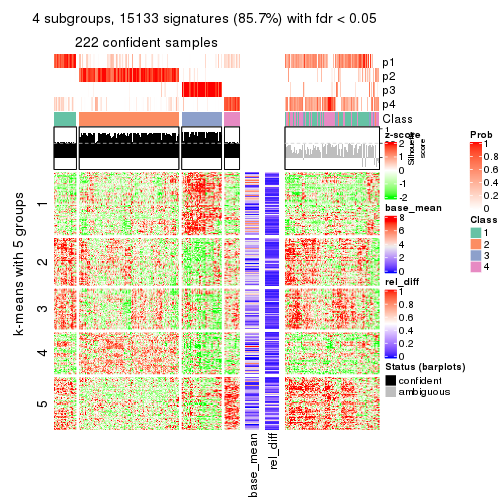 4 subgroups, 15133 signatures (85.7%) with fdr < 0.05
222 confident samples
p1
p2
p3
p4
Class
1
Silhouette score
z-score
2
1
0
-1
-2
base_mean
8
6
4
2
0
rel_diff
1
0.8
0.6
0.4
0.2
0
Prob
1
0.8
0.6
0.4
0.2
0
Class
1
2
3
4
Status (barplots)
confident
ambiguous
k-means with 5 groups
1
2
3
4
5
base_mean
rel_diff